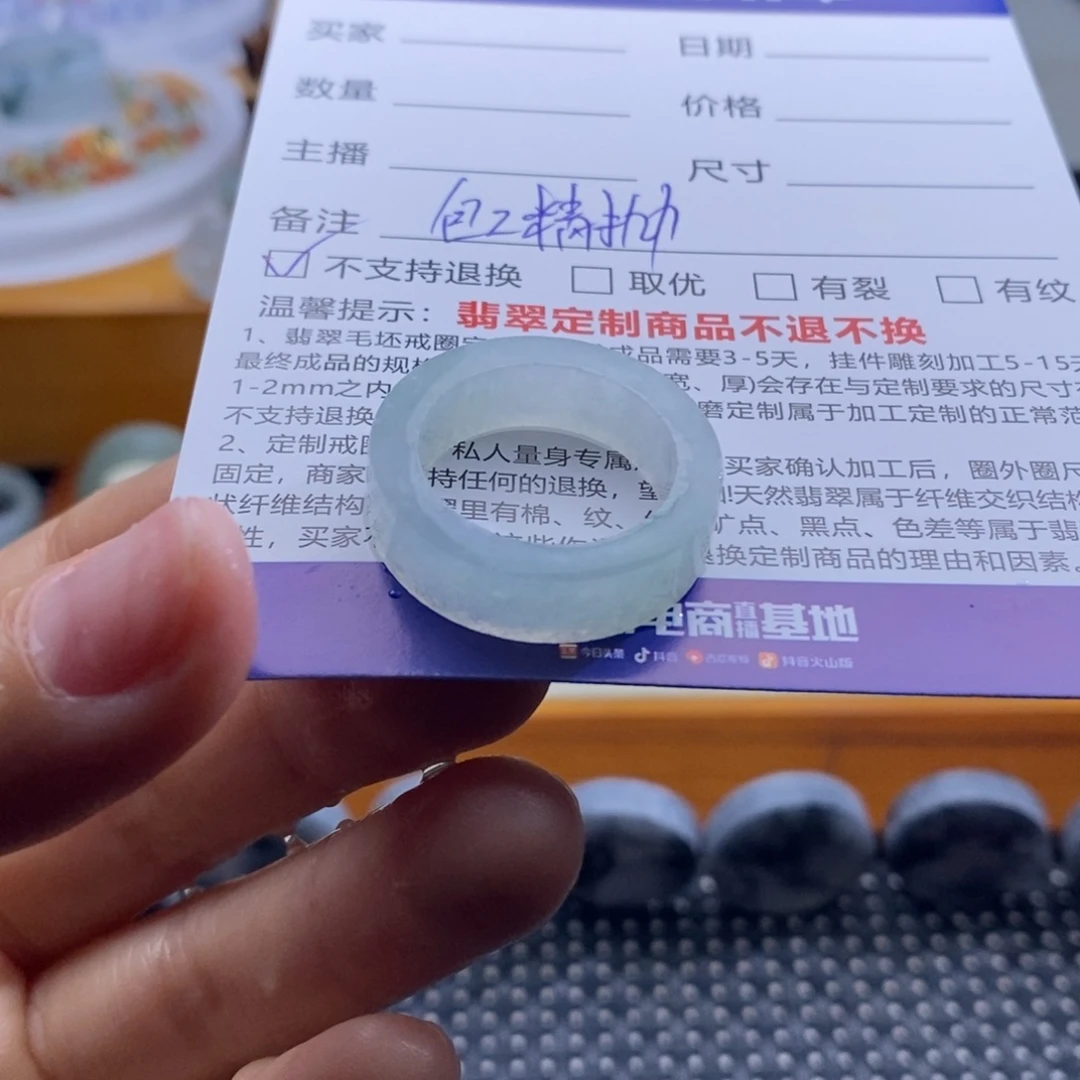 买家 日期
数量 价格
主播 尺寸
备注 包工精抛
不支持退换 取优 有裂 有纹
温馨提示：翡翠定制商品不退不换
1、翡翠毛坯戒圈 成品需要3-5天，挂件雕刻加工5-15天
最终成品的规格 宽、厚)会存在与定制要求的尺寸
1-2mm之内 磨定制属于加工定制的正常范
不支持退换
2、定制戒圈 私人量身专属 买家确认加工后，圈外圈尺
固定，商家 持任何的退换， !天然翡翠属于纤维交织结构
状纤维结构 里有棉、纹、 矿点、黑点、色差等属于翡
性，买家不 退换定制商品的理由和因素。
电商直播基地
今日头条 抖音 抖音火山版